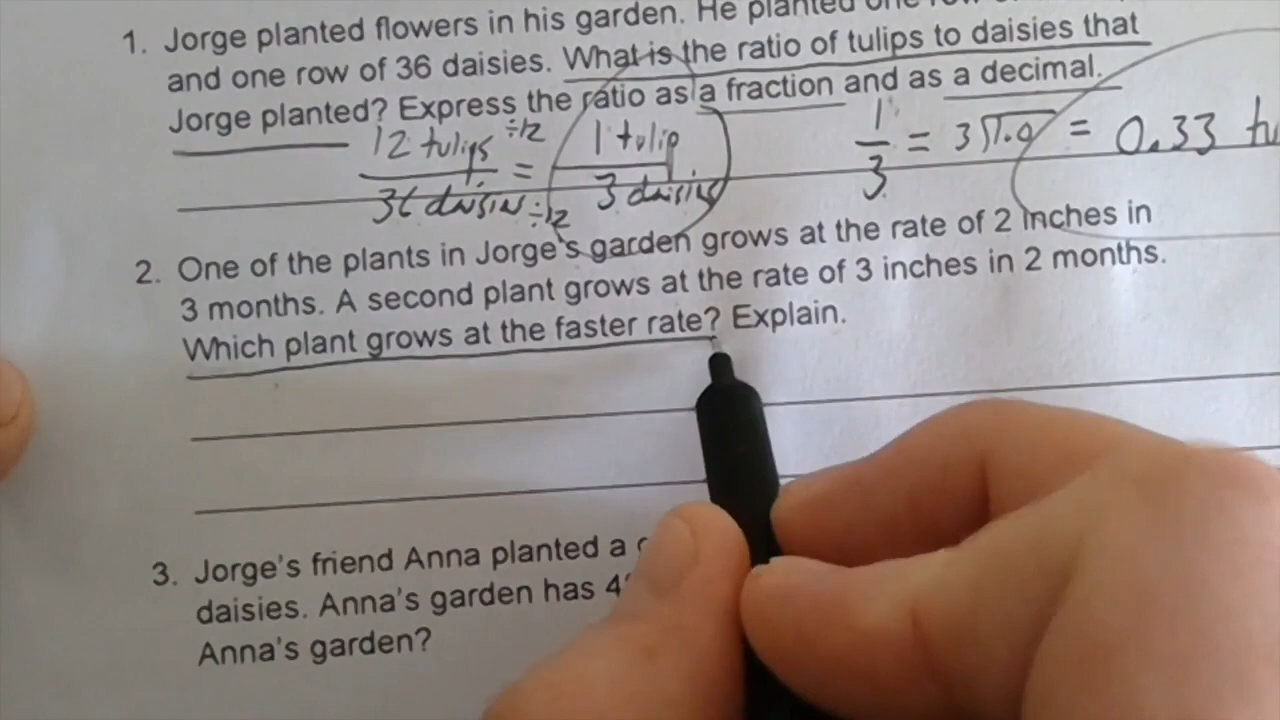 1. Jorge planted flowers in his garden. He planted one
and one row of 36 daisies. What is the ratio of tulips to daisies that
Jorge planted? Express the ratio as a fraction and as a decimal.
12 tulips ÷12 = 1 tulip 1 = 3 1.0 = 0.33
36 daisies ÷12 3 daisies 3
2. One of the plants in Jorge's garden grows at the rate of 2 inches in
3 months. A second plant grows at the rate of 3 inches in 2 months.
Which plant grows at the faster rate? Explain.
3. Jorge's friend Anna planted a
daisies. Anna's garden has
Anna's garden?